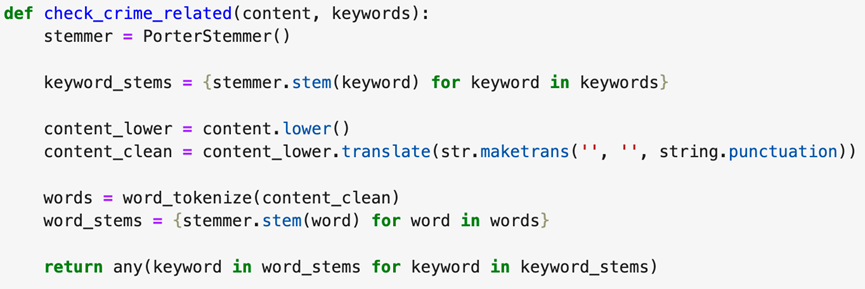 def check_crime_related(content, keywords):
    stemmer = PorterStemmer()
    keyword_stems = {stemmer.stem(keyword) for keyword in keywords}
    content_lower = content.lower()
    content_clean = content_lower.translate(str.maketrans('', '', string.punctuation))
    words = word_tokenize(content_clean)
    word_stems = {stemmer.stem(word) for word in words}
    return any(keyword in word_stems for keyword in keyword_stems)